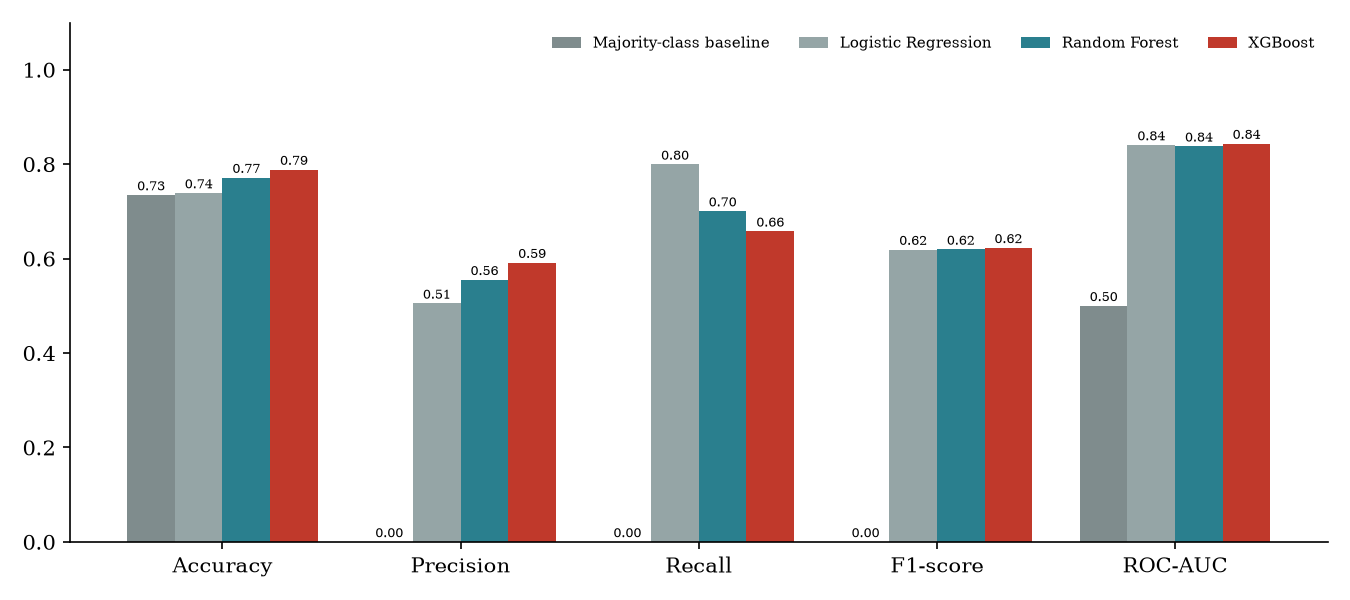 Majority-class baseline Logistic Regression Random Forest XGBoost
1.0
0.8
0.6
0.4
0.2
0.0
0.73 0.74 0.77 0.79
0.00 0.51 0.56 0.59
0.00 0.80 0.70 0.66
0.00 0.62 0.62 0.62
0.50 0.84 0.84 0.84
Accuracy Precision Recall F1-score ROC-AUC